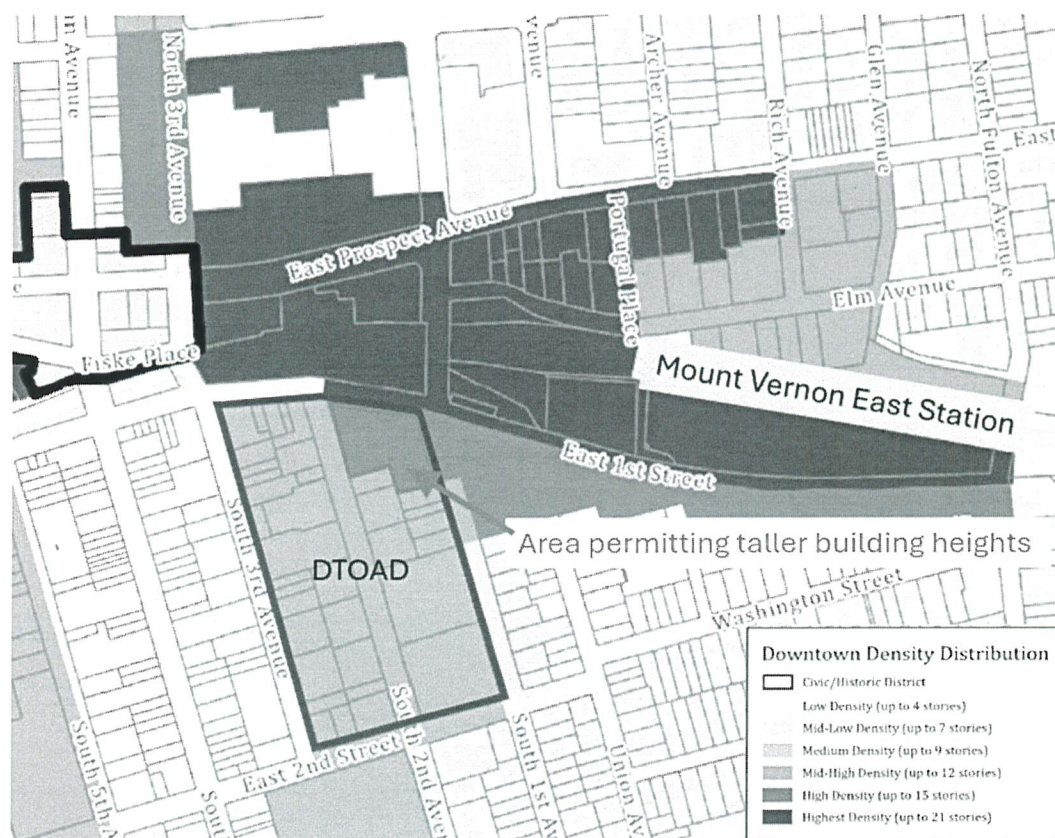 North 3rd Avenue
Archer Avenue
Rich Avenue
Glen Avenue
North Fulton Avenue
East
East Prospect Avenue
Portugal Place
Elm Avenue
Fiske Place
Mount Vernon East Station
East 1st Street
Area permitting taller building heights
DTOAD
South 3rd Avenue
Washington Street
South 5th A
Sou
East 2nd Street
South 2nd Aven
South 1st Av
Union Av
Downtown Density Distribution
Civic/Historic District
Low Density (up to 4 stories)
Mid-Low Density (up to 7 stories)
Medium Density (up to 9 stories)
Mid-High Density (up to 12 stories)
High Density (up to 15 stories)
Highest Density (up to 21 stories)